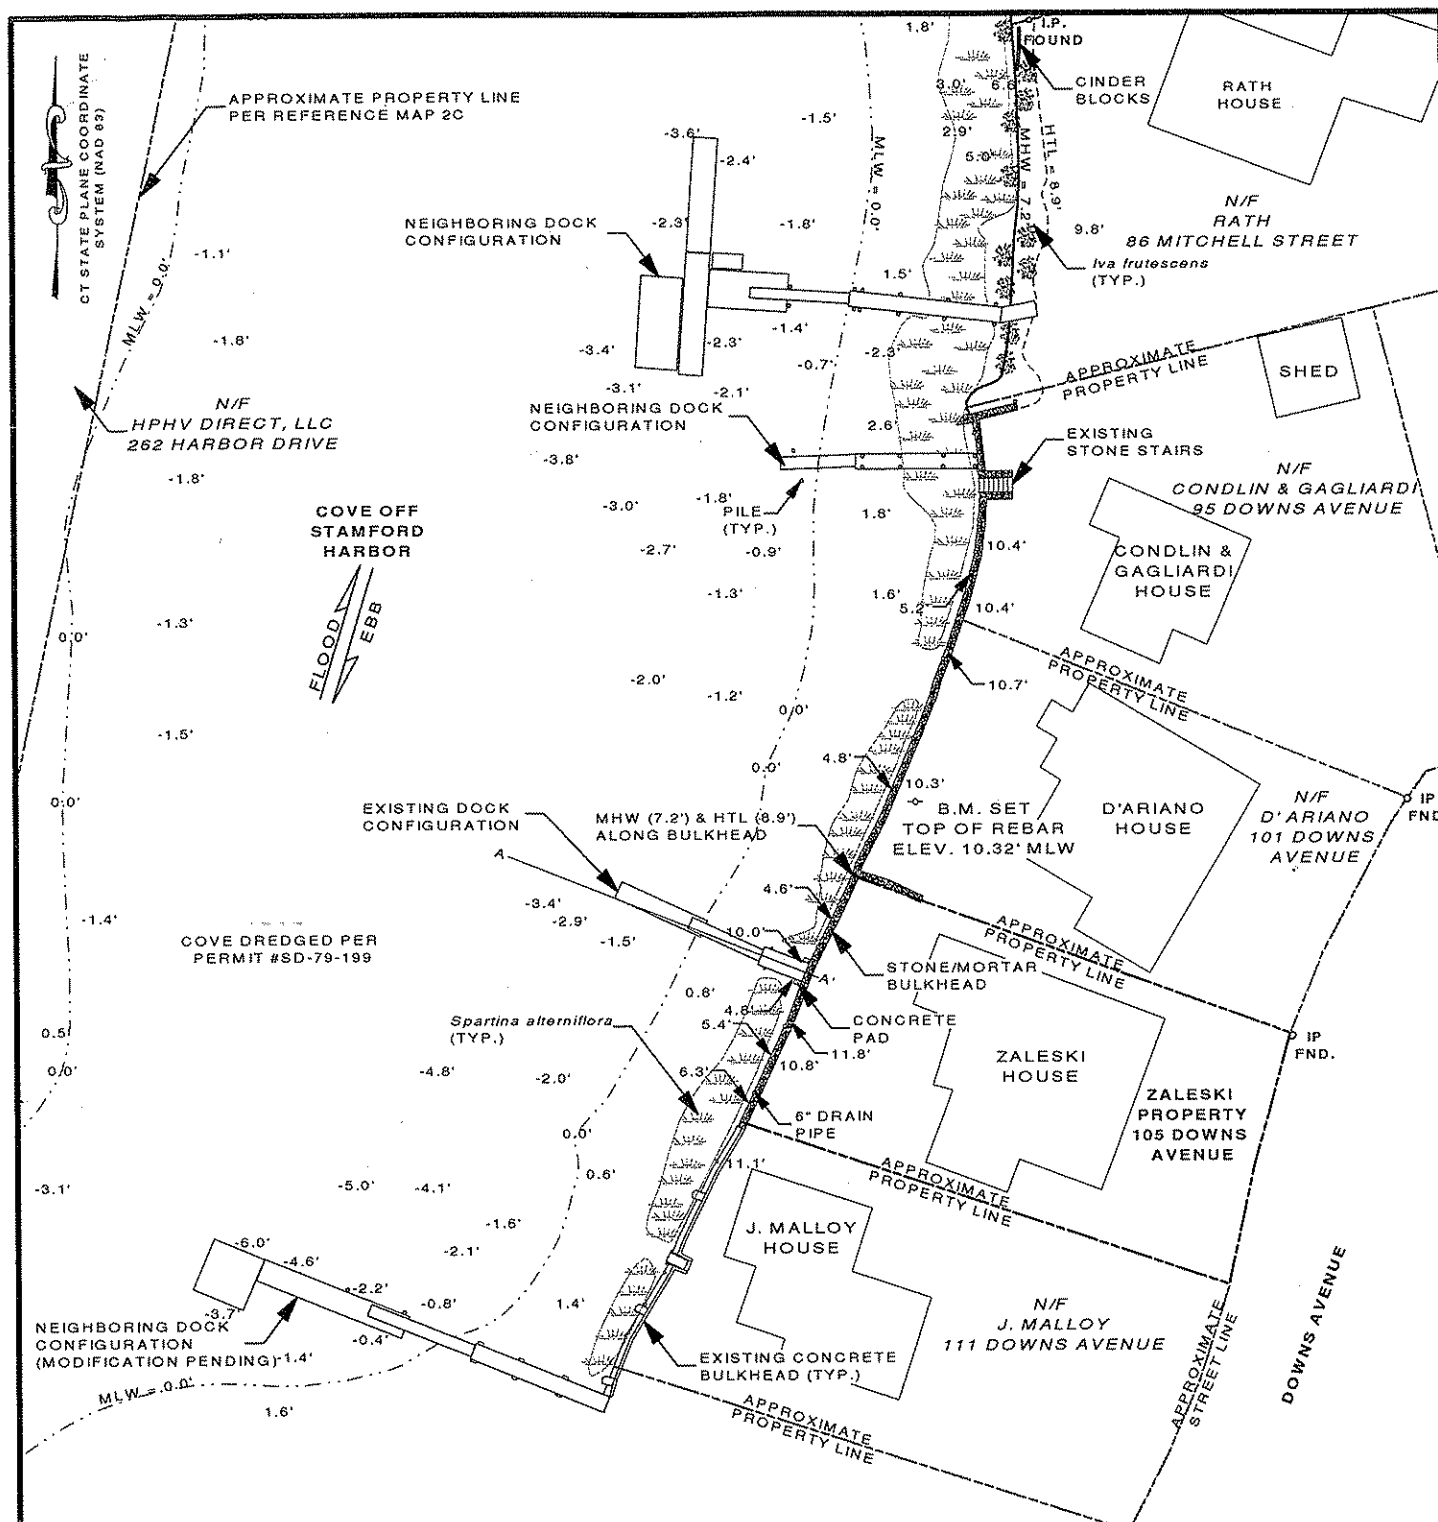 1.8'
I.P.
FOUND
CINDER
BLOCKS
RATH
HOUSE
CT STATE PLANE COORDINATE
SYSTEM (NAD 83)
APPROXIMATE PROPERTY LINE
PER REFERENCE MAP 2C
3.0'
6.6'
-1.5'
-3.6'
-2.4'
2.9'
5.0'
MLW = 0.0'
MHW = 7.2'
HTL = 8.9'
N/F
RATH
86 MITCHELL STREET
9.8'
Iva frutescens
(TYP.)
NEIGHBORING DOCK
CONFIGURATION
-2.3'
-1.8'
-1.1'
MLW = 0.0'
1.5'
-1.8'
-3.4'
-2.3'
-1.4'
-2.3'
-0.7'
-3.1'
-2.1'
APPROXIMATE
PROPERTY LINE
SHED
N/F
HPHV DIRECT, LLC
262 HARBOR DRIVE
NEIGHBORING DOCK
CONFIGURATION
2.6'
EXISTING
STONE STAIRS
-3.8'
-1.8'
N/F
CONDLIN & GAGLIARDI
95 DOWNS AVENUE
COVE OFF
STAMFORD
HARBOR
-3.0'
-1.8'
PILE
(TYP.)
1.8'
-2.7'
-0.9'
10.4'
CONDLIN &
GAGLIARDI
HOUSE
-1.3'
1.6'
5.2'
10.4'
FLOOD
EBB
-1.3'
0.0'
APPROXIMATE
PROPERTY LINE
10.7'
-2.0'
-1.2'
0.0'
-1.5'
0.0'
4.8'
10.3'
0.0'
B.M. SET
TOP OF REBAR
ELEV. 10.32' MLW
D'ARIANO
HOUSE
N/F
D'ARIANO
101 DOWNS
AVENUE
IP
FND.
EXISTING DOCK
CONFIGURATION
MHW (7.2') & HTL (8.9')
ALONG BULKHEAD
A
4.6'
-3.4'
-2.9'
-1.5'
-1.4'
10.0'
APPROXIMATE
PROPERTY LINE
COVE DREDGED PER
PERMIT #SD-79-199
A'
STONE/MORTAR
BULKHEAD
0.8'
4.8'
CONCRETE
PAD
Spartina alterniflora
(TYP.)
5.4'
11.8'
10.8'
0.5'
0.0'
-4.8'
-2.0'
6.3'
ZALESKI
HOUSE
IP
FND.
6" DRAIN
PIPE
ZALESKI
PROPERTY
105 DOWNS
AVENUE
0.0'
0.6'
11.1'
APPROXIMATE
PROPERTY LINE
-3.1'
-5.0'
-4.1'
-1.6'
-2.1'
J. MALLOY
HOUSE
-6.0'
-4.6'
-2.2'
-0.8'
1.4'
-3.7'
-0.4'
NEIGHBORING DOCK
CONFIGURATION
(MODIFICATION PENDING)
-1.4'
N/F
J. MALLOY
111 DOWNS AVENUE
EXISTING CONCRETE
BULKHEAD (TYP.)
MLW = 0.0'
1.6'
APPROXIMATE
PROPERTY LINE
APPROXIMATE
STREET LINE
DOWNS AVENUE